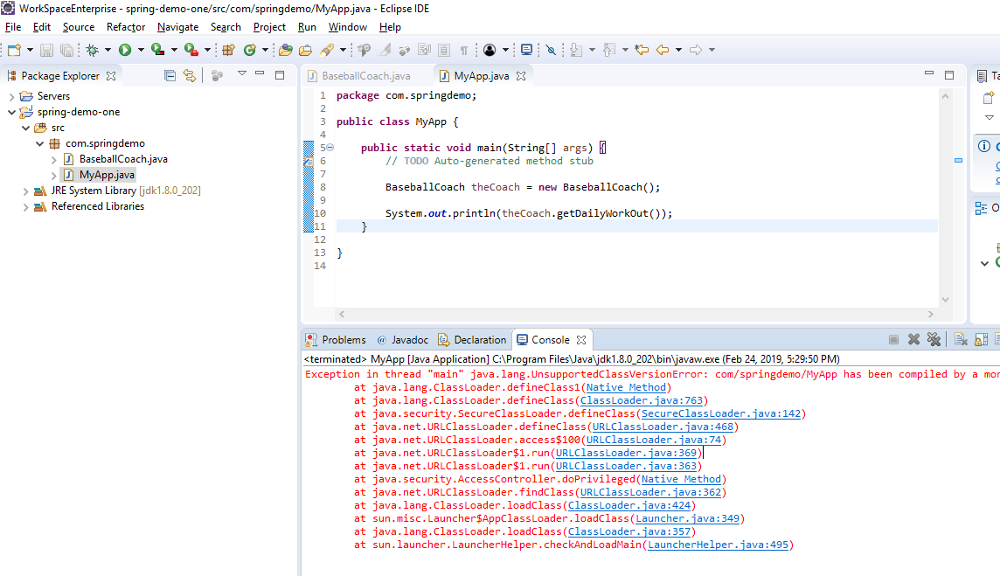 WorkSpaceEnterprise - spring-demo-one/src/com/springdemo/MyApp.java - Eclipse IDE
File Edit Source Refactor Navigate Search Project Run Window Help
Package Explorer
Servers
spring-demo-one
src
com.springdemo
BaseballCoach.java
MyApp.java
JRE System Library [jdk1.8.0_202]
Referenced Libraries
BaseballCoach.java MyApp.java
1 package com.springdemo;
2
3 public class MyApp {
4
5 public static void main(String[] args) {
6 // TODO Auto-generated method stub
7
8 BaseballCoach theCoach = new BaseballCoach();
9
10 System.out.println(theCoach.getDailyWorkOut());
11 }
12
13 }
14
Problems @ Javadoc Declaration Console
<terminated> MyApp [Java Application] C:\Program Files\Java\jdk1.8.0_202\bin\javaw.exe (Feb 24, 2019, 5:29:50 PM)
Exception in thread "main" java.lang.UnsupportedClassVersionError: com/springdemo/MyApp has been compiled by a mor
at java.lang.ClassLoader.defineClass1(Native Method)
at java.lang.ClassLoader.defineClass(ClassLoader.java:763)
at java.security.SecureClassLoader.defineClass(SecureClassLoader.java:142)
at java.net.URLClassLoader.defineClass(URLClassLoader.java:468)
at java.net.URLClassLoader.access$100(URLClassLoader.java:74)
at java.net.URLClassLoader$1.run(URLClassLoader.java:369)
at java.net.URLClassLoader$1.run(URLClassLoader.java:363)
at java.security.AccessController.doPrivileged(Native Method)
at java.net.URLClassLoader.findClass(URLClassLoader.java:362)
at java.lang.ClassLoader.loadClass(ClassLoader.java:424)
at sun.misc.Launcher$AppClassLoader.loadClass(Launcher.java:349)
at java.lang.ClassLoader.loadClass(ClassLoader.java:357)
at sun.launcher.LauncherHelper.checkAndLoadMain(LauncherHelper.java:495)